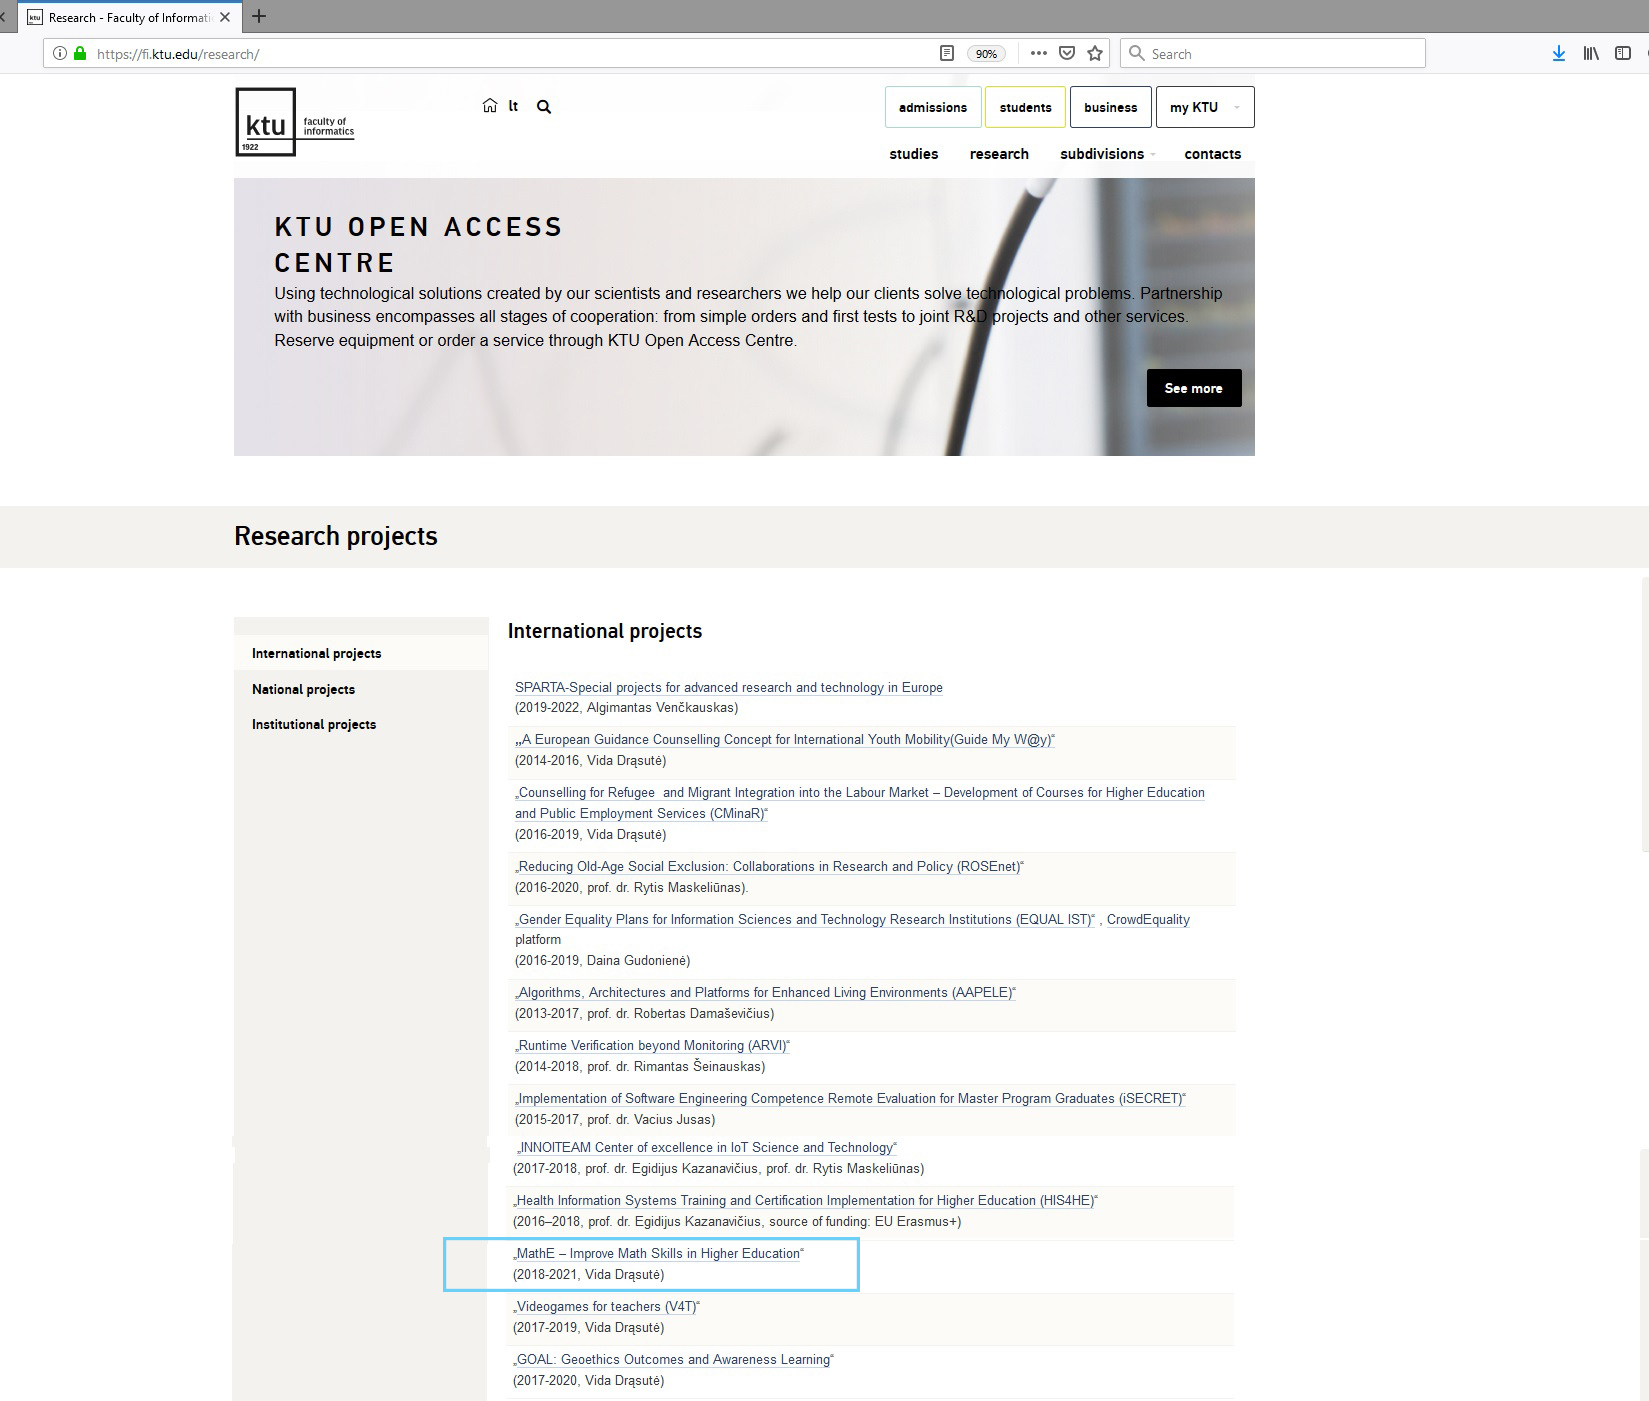 Research - Faculty of Informati
https://fi.ktu.edu/research/
90%
Search
ktu
1922
faculty of
informatics
lt
admissions
students
business
my KTU
studies
research
subdivisions
contacts
KTU OPEN ACCESS
CENTRE
Using technological solutions created by our scientists and researchers we help our clients solve technological problems. Partnership
with business encompasses all stages of cooperation: from simple orders and first tests to joint R&D projects and other services.
Reserve equipment or order a service through KTU Open Access Centre.
See more
Research projects
International projects
National projects
Institutional projects
International projects
SPARTA-Special projects for advanced research and technology in Europe
(2019-2022, Algimantas Venčkauskas)
„A European Guidance Counselling Concept for International Youth Mobility(Guide My W@y)“
(2014-2016, Vida Drąsutė)
„Counselling for Refugee  and Migrant Integration into the Labour Market – Development of Courses for Higher Education
and Public Employment Services (CMinaR)“
(2016-2019, Vida Drąsutė)
„Reducing Old-Age Social Exclusion: Collaborations in Research and Policy (ROSEnet)“
(2016-2020, prof. dr. Rytis Maskeliūnas).
„Gender Equality Plans for Information Sciences and Technology Research Institutions (EQUAL IST)“ , CrowdEquality
platform
(2016-2019, Daina Gudonienė)
„Algorithms, Architectures and Platforms for Enhanced Living Environments (AAPELE)“
(2013-2017, prof. dr. Robertas Damaševičius)
„Runtime Verification beyond Monitoring (ARVI)“
(2014-2018, prof. dr. Rimantas Šeinauskas)
„Implementation of Software Engineering Competence Remote Evaluation for Master Program Graduates (iSECRET)“
(2015-2017, prof. dr. Vacius Jusas)
„INNOITEAM Center of excellence in IoT Science and Technology“
(2017-2018, prof. dr. Egidijus Kazanavičius, prof. dr. Rytis Maskeliūnas)
„Health Information Systems Training and Certification Implementation for Higher Education (HIS4HE)“
(2016–2018, prof. dr. Egidijus Kazanavičius, source of funding: EU Erasmus+)
„MathE – Improve Math Skills in Higher Education“
(2018-2021, Vida Drąsutė)
„Videogames for teachers (V4T)“
(2017-2019, Vida Drąsutė)
„GOAL: Geoethics Outcomes and Awareness Learning“
(2017-2020, Vida Drąsutė)